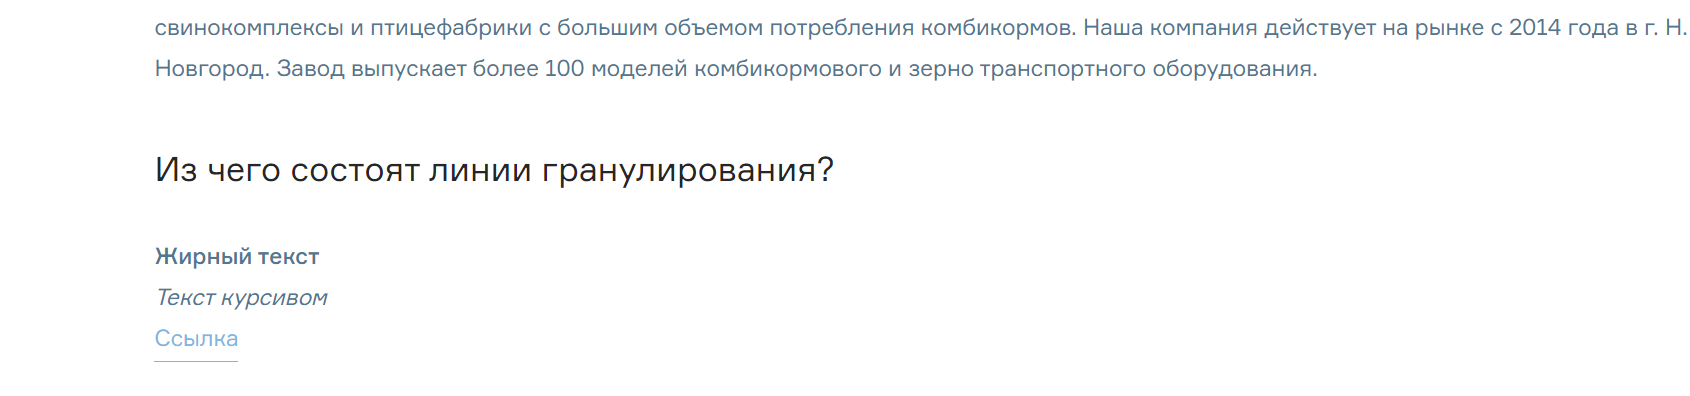 свинокомплексы и птицефабрики с большим объемом потребления комбикормов. Наша компания действует на рынке с 2014 года в г. Н.
Новгород. Завод выпускает более 100 моделей комбикормового и зерно транспортного оборудования.
Из чего состоят линии гранулирования?
Жирный текст
Текст курсивом
Ссылка